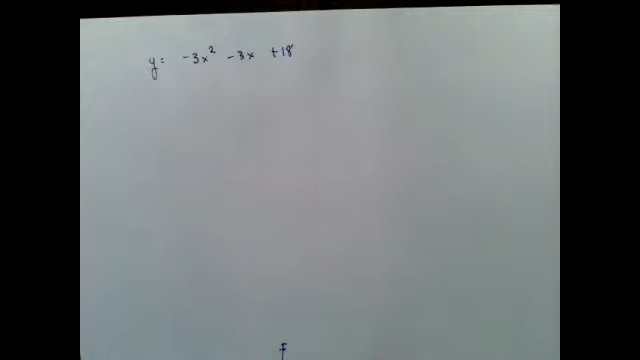 y= -3x² -3x +18